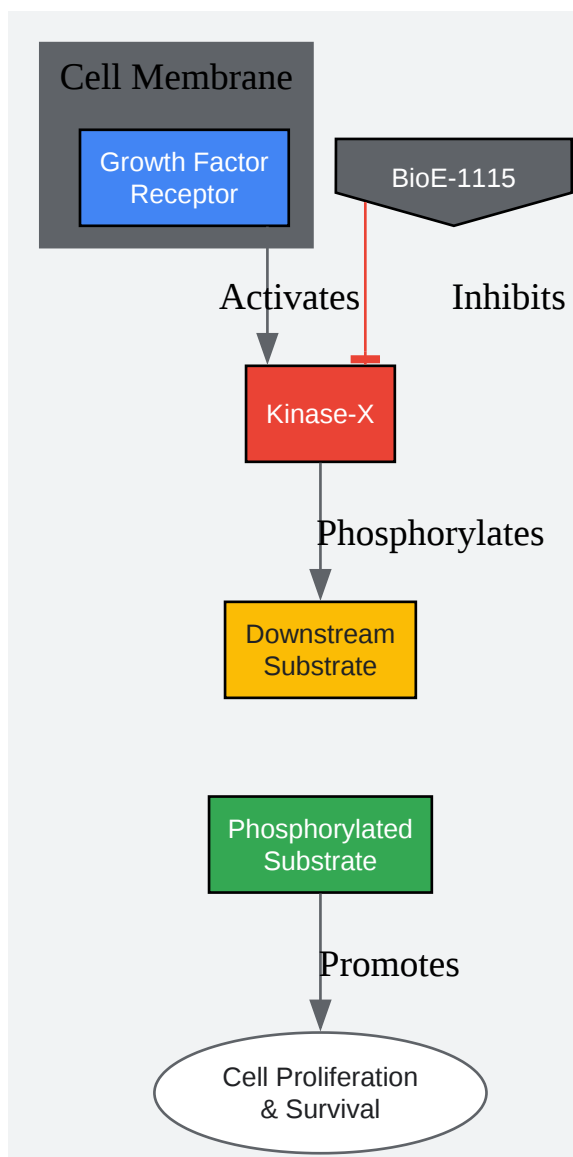 Cell Membrane
Growth Factor
Receptor
BioE-1115
Activates
Inhibits
Kinase-X
Phosphorylates
Downstream
Substrate
Phosphorylated
Substrate
Promotes
Cell Proliferation
& Survival